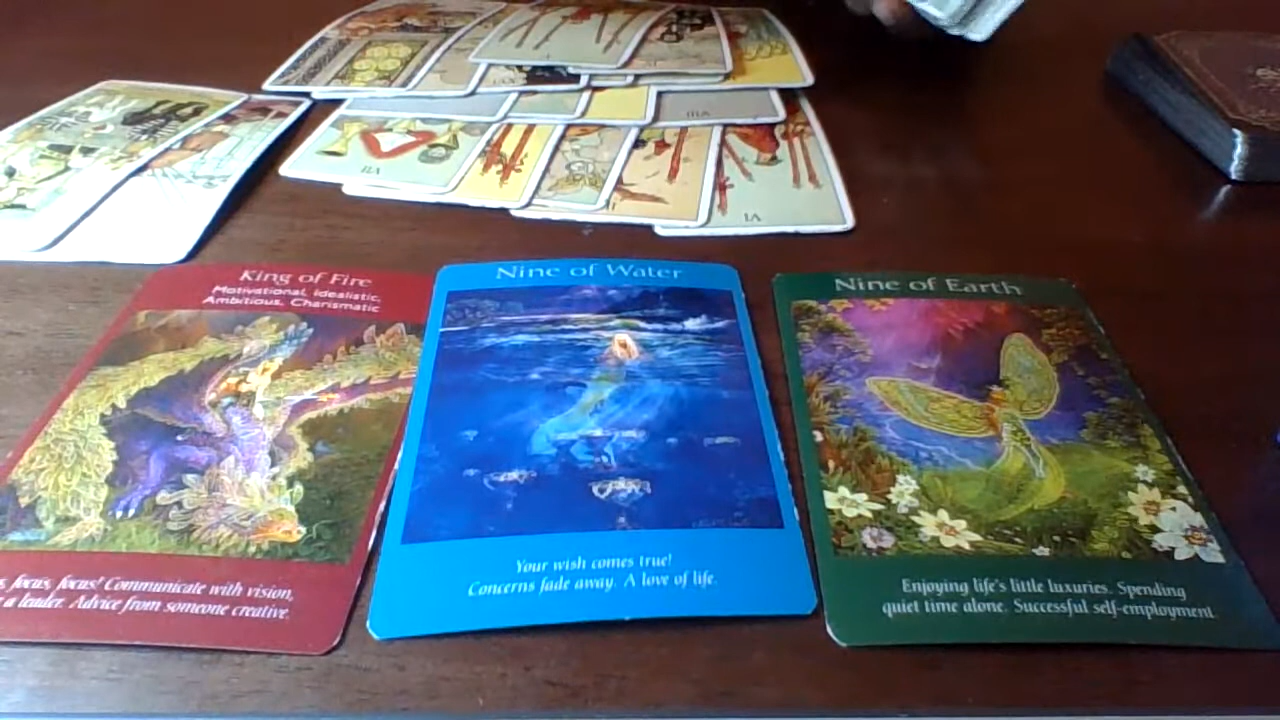 VII
VI
King of Fire
Motivational, Idealistic,
Ambitious, Charismatic
focus, focus! Communicate with vision,
a leader. Advice from someone creative.
Nine of Water
Your wish comes true!
Concerns fade away. A love of life.
Nine of Earth
Enjoying life's little luxuries. Spending
quiet time alone. Successful self-employment.